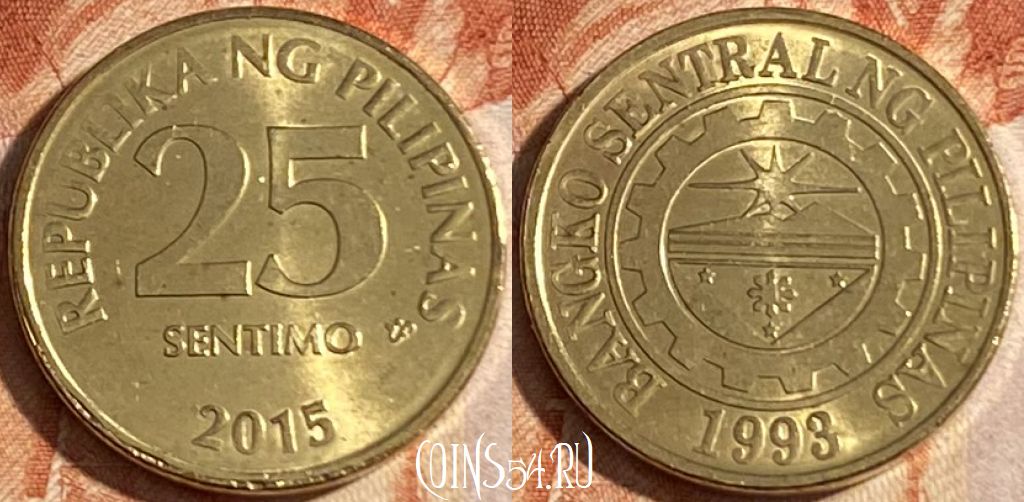 REPUBLIKA NG PILIPINAS
25
SENTIMO
2015
BANGKO SENTRAL NG PILIPINAS
1993
COINS54.RU